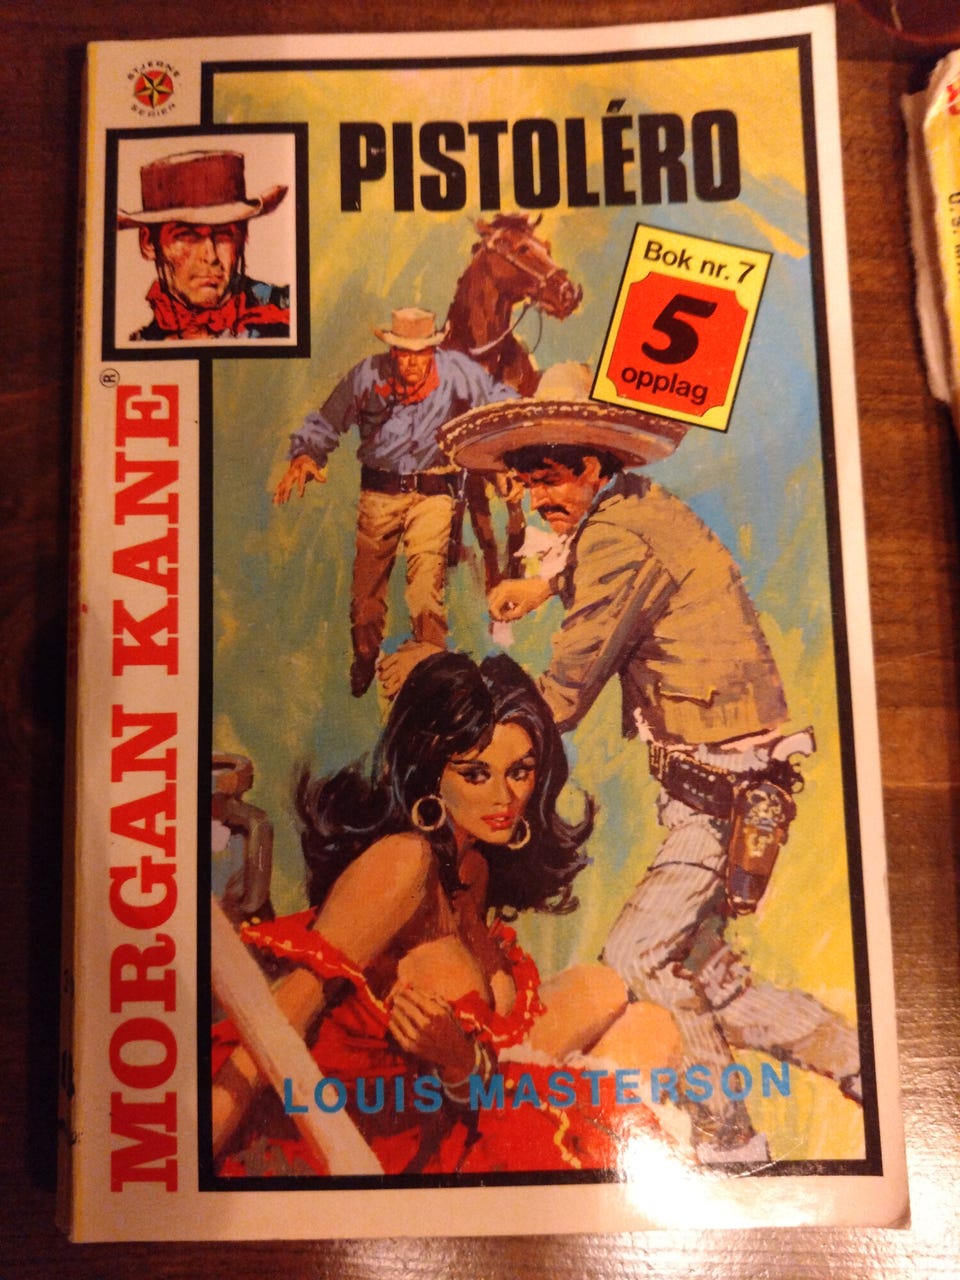 STJERNE
SERIEN
PISTOLÉRO
Bok nr. 7
5
opplag
MORGAN KANE®
LOUIS MASTERSON